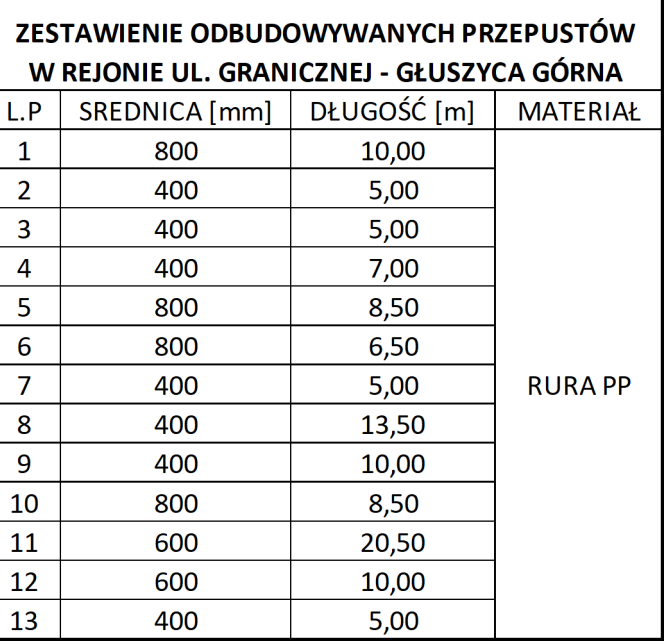 ZESTAWIENIE ODBUDOWYWANYCH PRZEPUSTÓW
W REJONIE UL. GRANICZNEJ - GŁUSZYCA GÓRNA
L.P SREDNICA [mm] DŁUGOŚĆ [m] MATERIAŁ
1 800 10,00
2 400 5,00
3 400 5,00
4 400 7,00
5 800 8,50
6 800 6,50
7 400 5,00 RURA PP
8 400 13,50
9 400 10,00
10 800 8,50
11 600 20,50
12 600 10,00
13 400 5,00